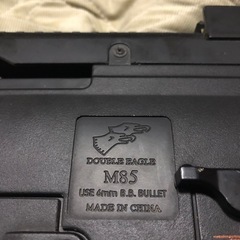 DOUBLE EAGLE
M85
USE 6mm B.B. BULLET
MADE IN CHINA